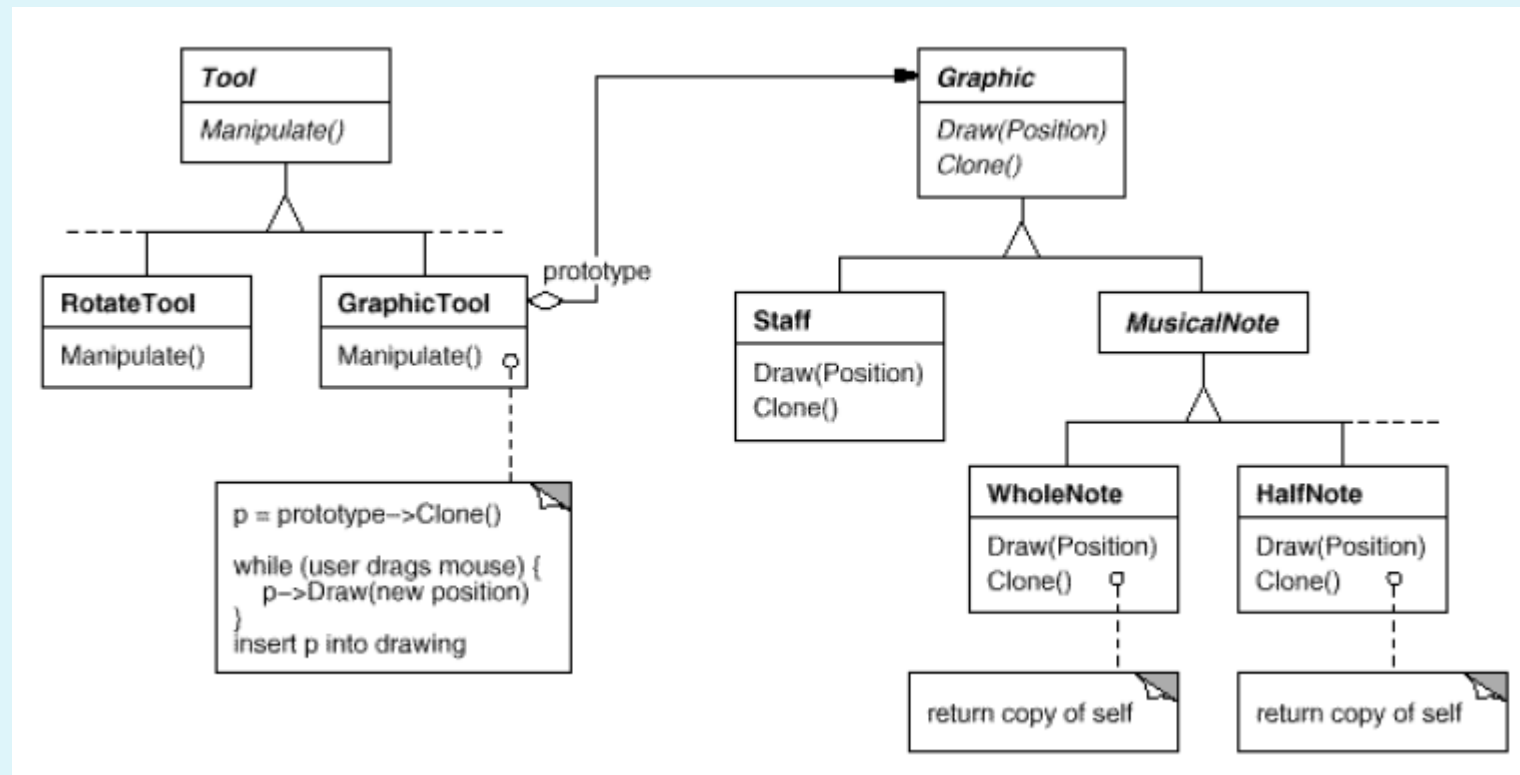 Tool
Manipulate()
Graphic
Draw(Position)
Clone()
RotateTool
Manipulate()
GraphicTool
Manipulate()
prototype
Staff
Draw(Position)
Clone()
MusicalNote
WholeNote
Draw(Position)
Clone()
HalfNote
Draw(Position)
Clone()
p = prototype–>Clone()
while (user drags mouse) {
p–>Draw(new position)
}
insert p into drawing
return copy of self
return copy of self